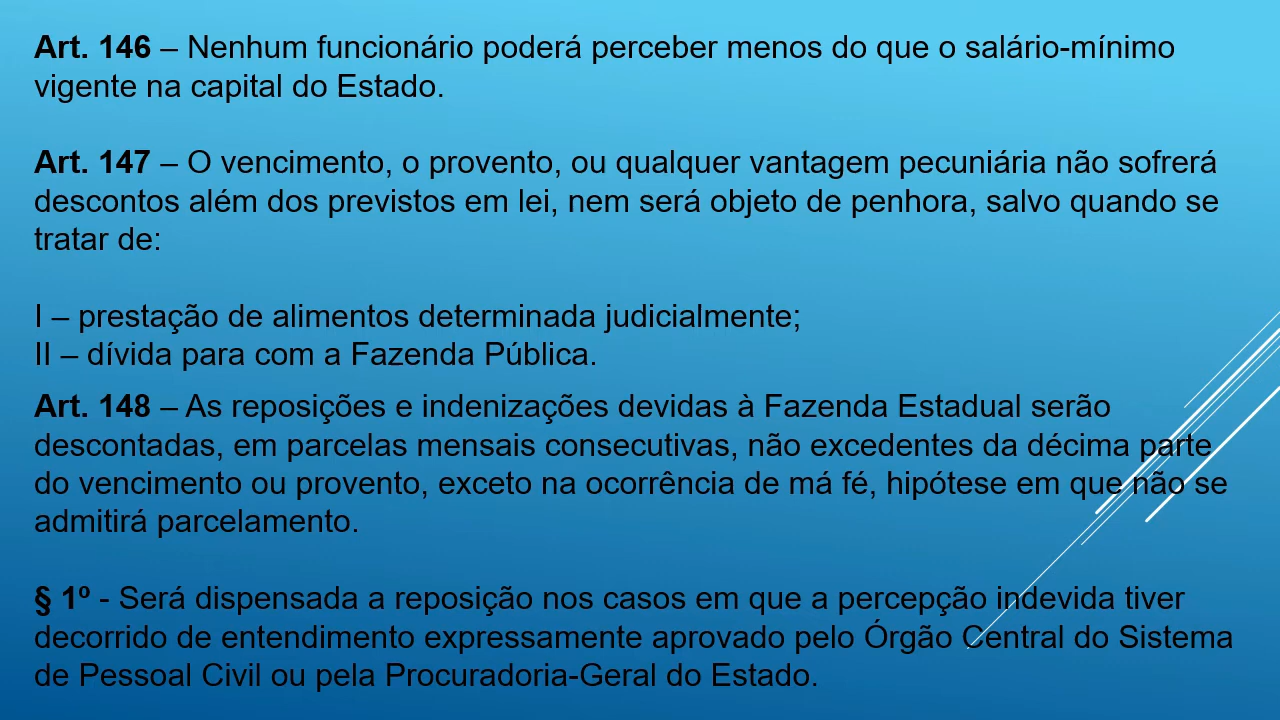 Art. 146 – Nenhum funcionário poderá perceber menos do que o salário-mínimo
vigente na capital do Estado.
Art. 147 – O vencimento, o provento, ou qualquer vantagem pecuniária não sofrerá
descontos além dos previstos em lei, nem será objeto de penhora, salvo quando se
tratar de:
I – prestação de alimentos determinada judicialmente;
II – dívida para com a Fazenda Pública.
Art. 148 – As reposições e indenizações devidas à Fazenda Estadual serão
descontadas, em parcelas mensais consecutivas, não excedentes da décima parte
do vencimento ou provento, exceto na ocorrência de má fé, hipótese em que não se
admitirá parcelamento.
§ 1º - Será dispensada a reposição nos casos em que a percepção indevida tiver
decorrido de entendimento expressamente aprovado pelo Órgão Central do Sistema
de Pessoal Civil ou pela Procuradoria-Geral do Estado.